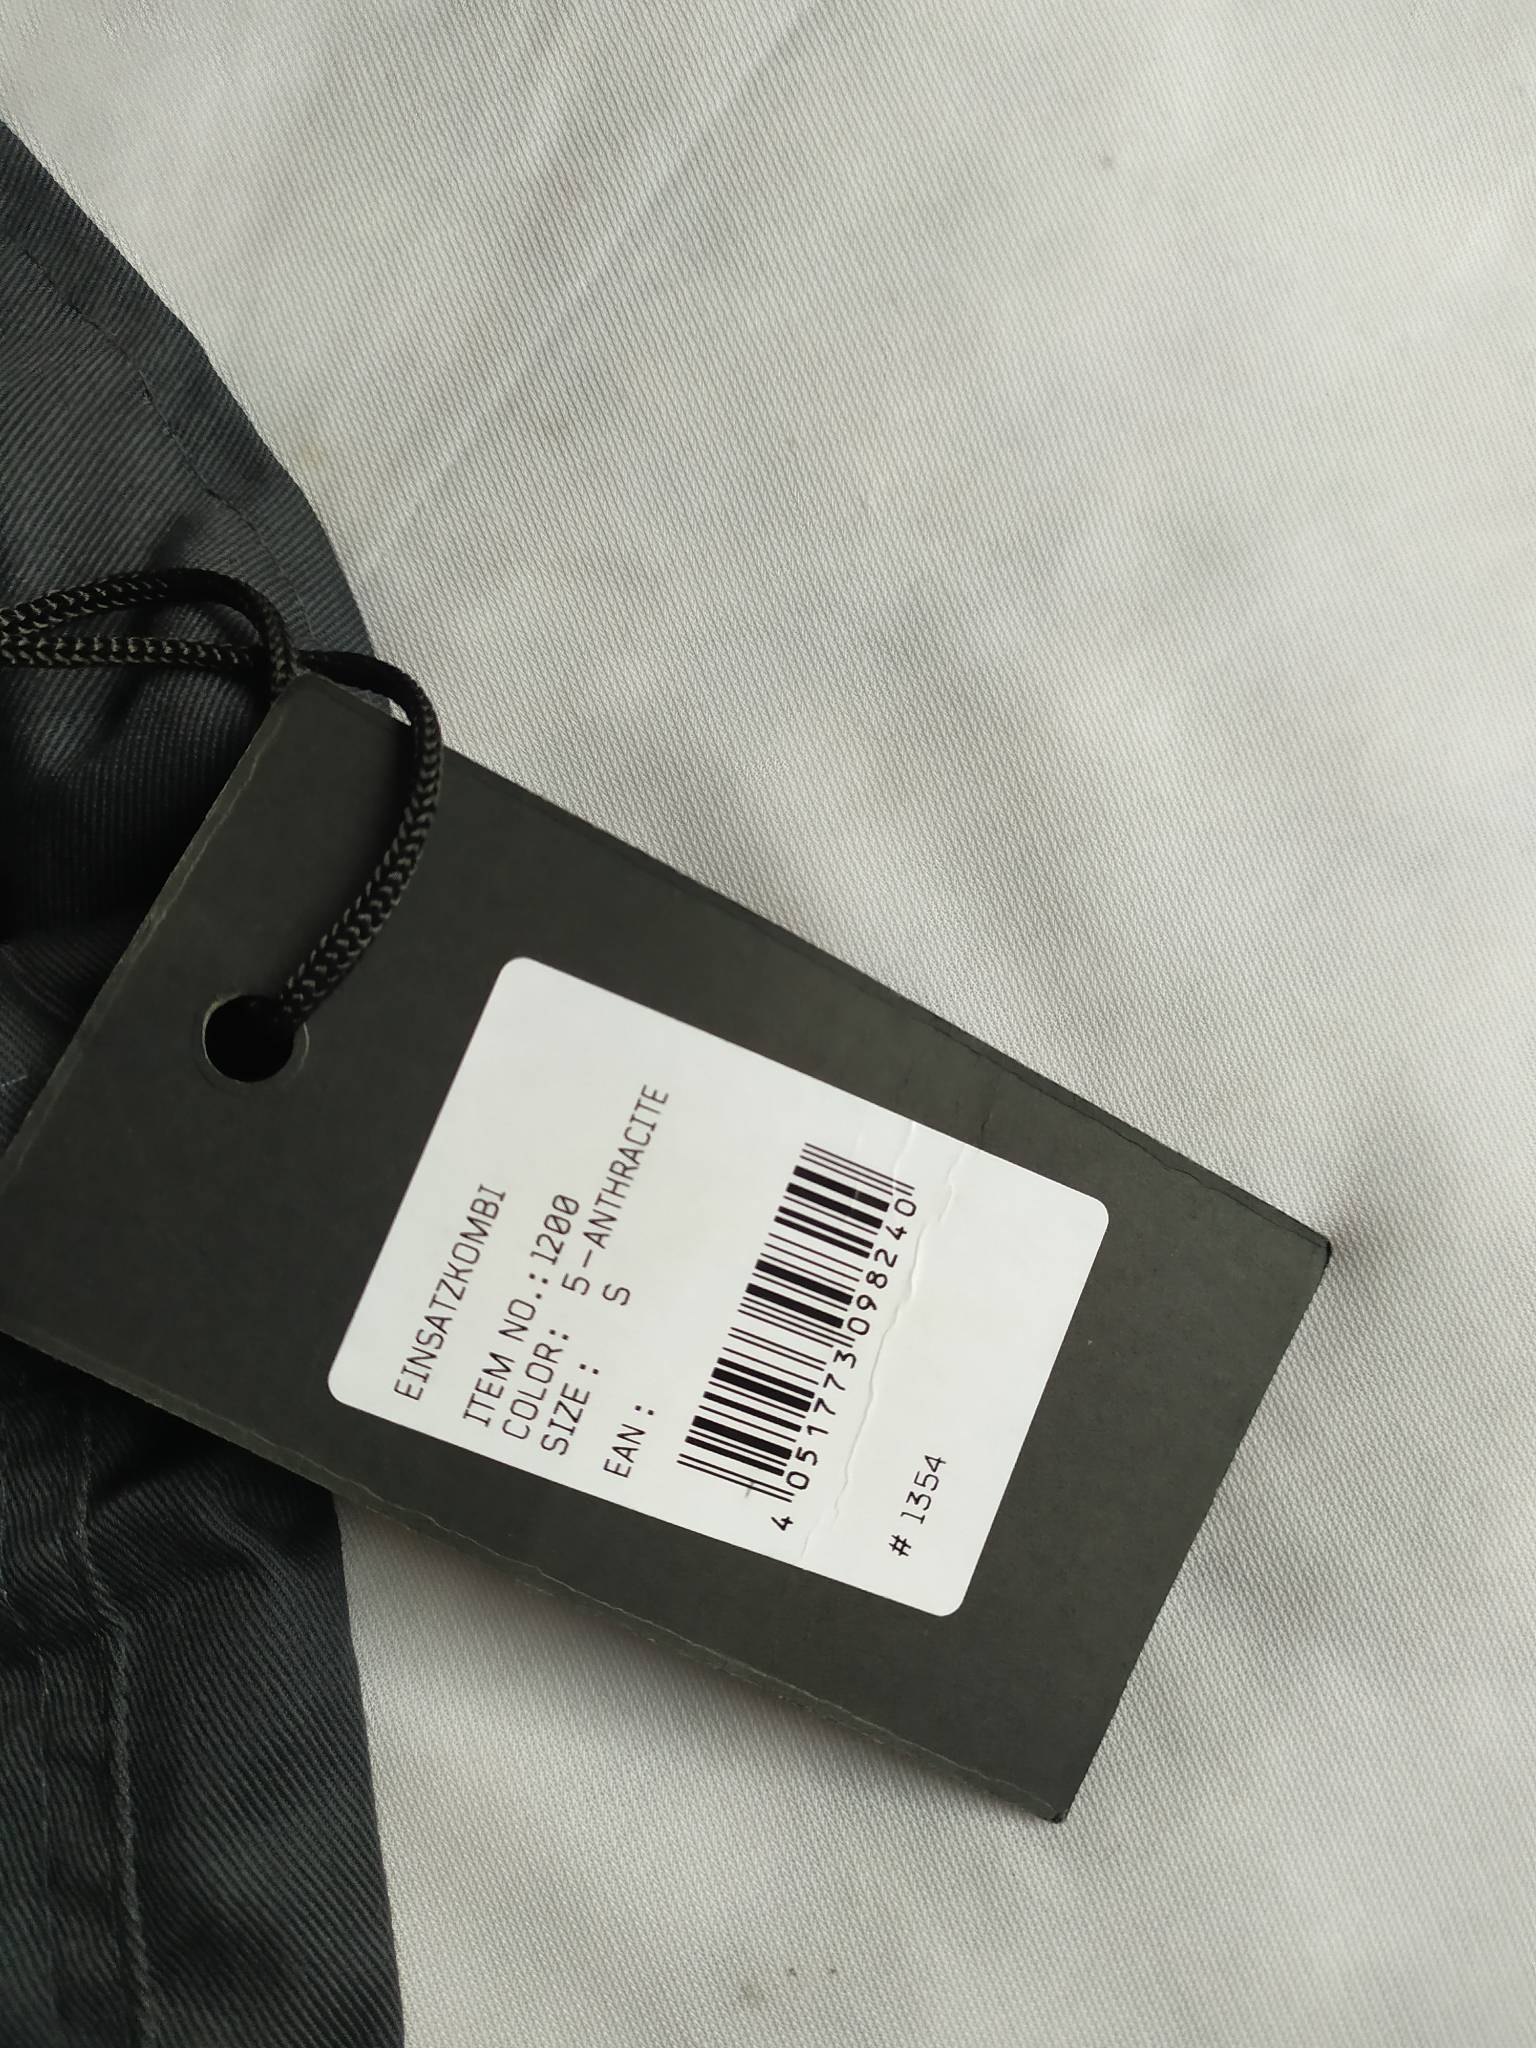 EINSATZKOMBI
ITEM NO.: 1200
COLOR: 5-ANTHRACITE
SIZE: S
EAN:
4 051773 098240
# 1354